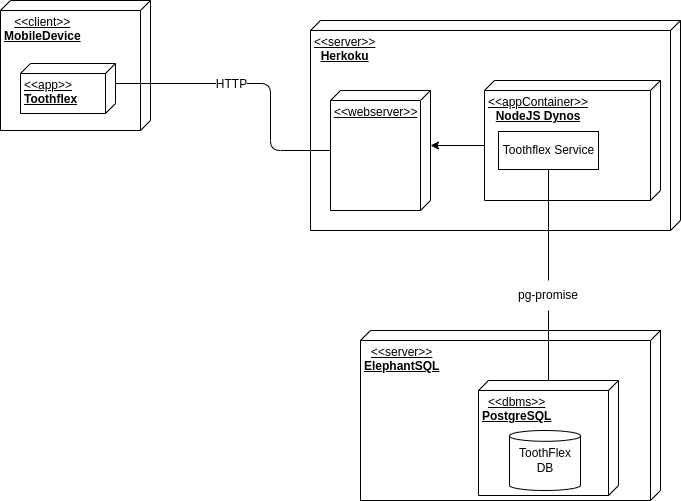 <<client>>
MobileDevice
<<app>>
Toothflex
HTTP
<<server>>
Herkoku
<<webserver>>
<<appContainer>>
NodeJS Dynos
Toothflex Service
pg-promise
<<server>>
ElephantSQL
<<dbms>>
PostgreSQL
ToothFlex
DB